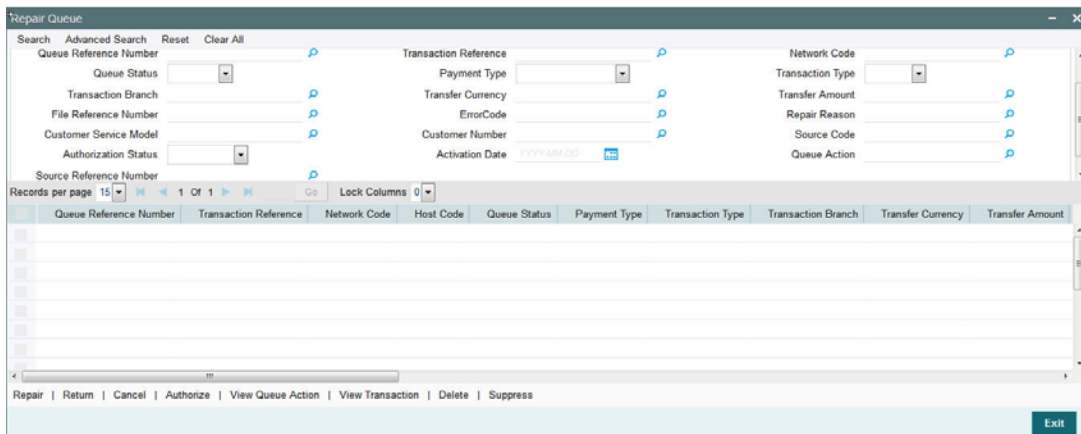 Repair Queue
Search Advanced Search Reset Clear All
Queue Reference Number Transaction Reference Network Code
Queue Status Payment Type Transaction Type
Transaction Branch Transfer Currency Transfer Amount
File Reference Number ErrorCode Repair Reason
Customer Service Model Customer Number Source Code
Authorization Status Activation Date YYYY-MM-DD Queue Action
Source Reference Number
Records per page 15 1 Of 1 Go Lock Columns 0
Queue Reference Number Transaction Reference Network Code Host Code Queue Status Payment Type Transaction Type Transaction Branch Transfer Currency Transfer Amount
Repair | Return | Cancel | Authorize | View Queue Action | View Transaction | Delete | Suppress
Exit